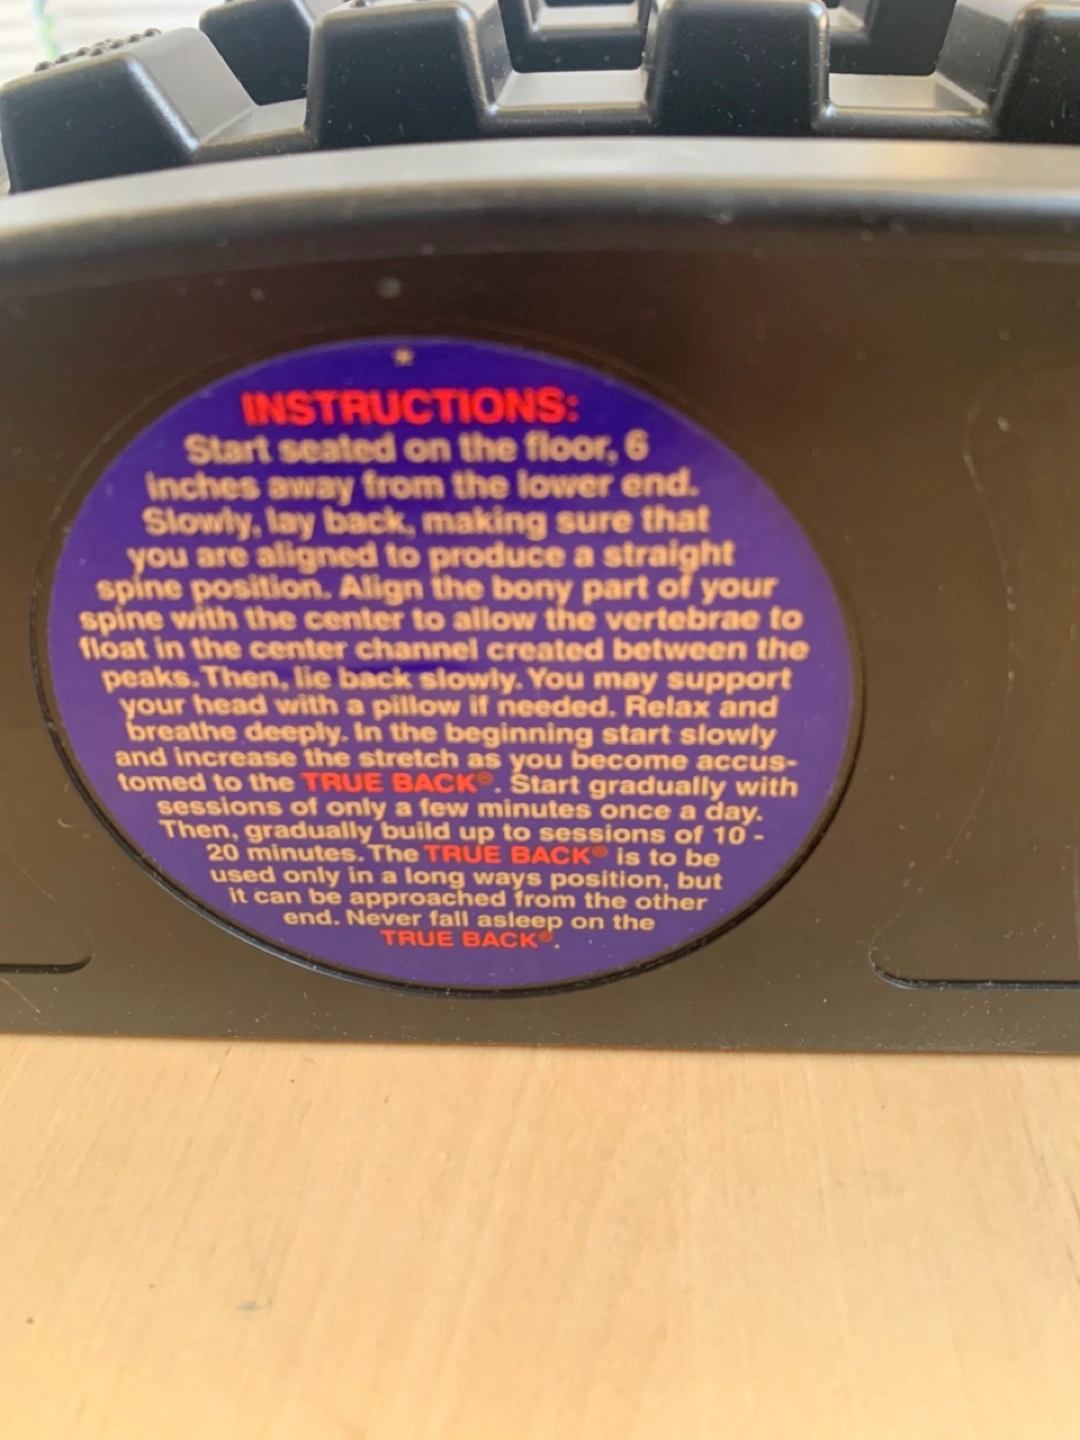 INSTRUCTIONS:
Start seated on the floor, 6
inches away from the lower end.
Slowly, lay back, making sure that
you are aligned to produce a straight
spine position. Align the bony part of your
spine with the center to allow the vertebrae to
float in the center channel created between the
peaks. Then, lie back slowly. You may support
your head with a pillow if needed. Relax and
breathe deeply. In the beginning start slowly
and increase the stretch as you become accus-
tomed to the TRUE BACK®. Start gradually with
sessions of only a few minutes once a day.
Then, gradually build up to sessions of 10 -
20 minutes. The TRUE BACK® is to be
used only in a long ways position, but
it can be approached from the other
end. Never fall asleep on the
TRUE BACK®.